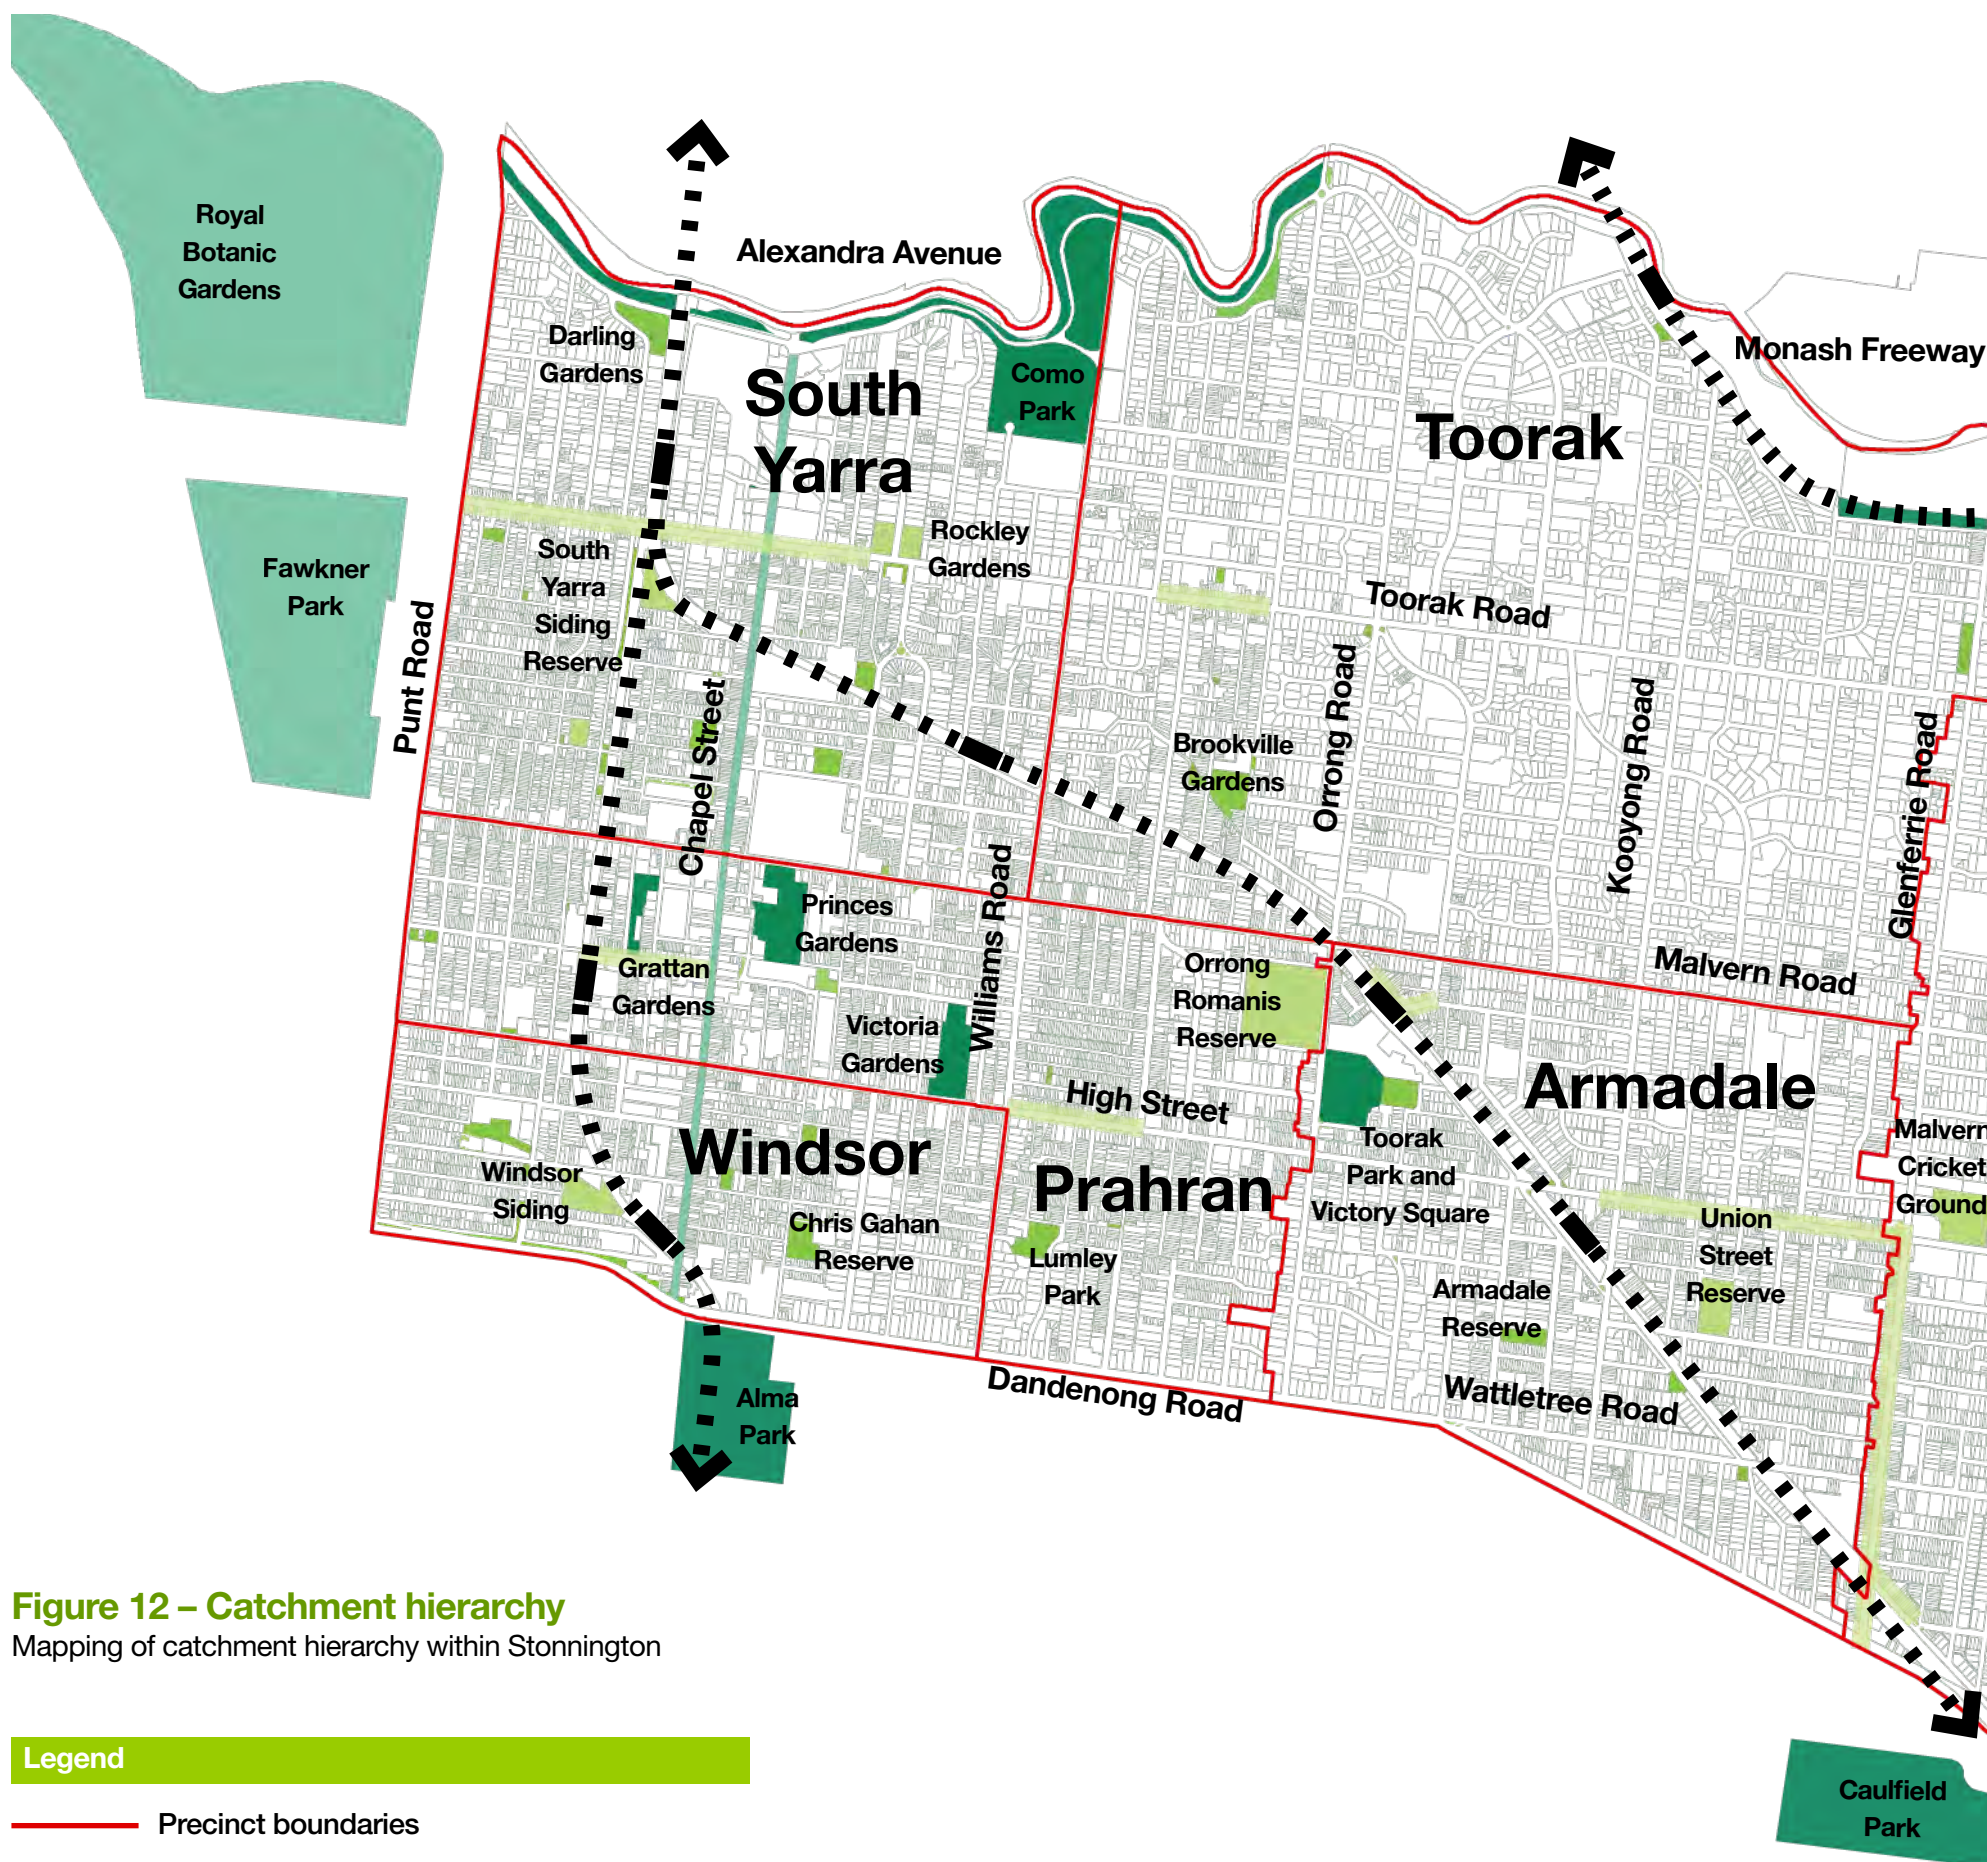 Royal
Botanic
Gardens
Alexandra Avenue
Darling
Gardens
South
Yarra
Como
Park
Toorak
Monash Freeway
Fawkner
Park
Punt Road
South
Yarra
Siding
Reserve
Rockley
Gardens
Toorak Road
Chapel Street
Brookville
Gardens
Orrong Road
Kooyong Road
Glenferrie Road
Princes
Gardens
Williams Road
Grattan
Gardens
Victoria
Gardens
Orrong
Romanis
Reserve
Malvern Road
High Street
Armadale
Toorak
Park and
Victory Square
Malvern
Cricket
Ground
Windsor
Windsor
Siding
Prahran
Chris Gahan
Reserve
Lumley
Park
Union
Street
Reserve
Armadale
Reserve
Dandenong Road
Wattletree Road
Alma
Park
Caulfield
Park
Figure 12 – Catchment hierarchy
Mapping of catchment hierarchy within Stonnington
Legend
Precinct boundaries